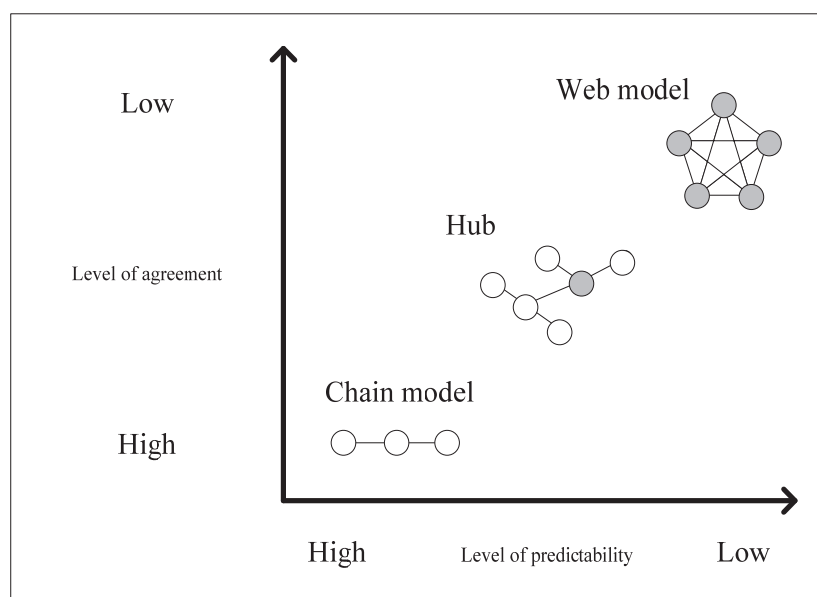 Low
Web model
Hub
Level of agreement
Chain model
High
High
Level of predictability
Low